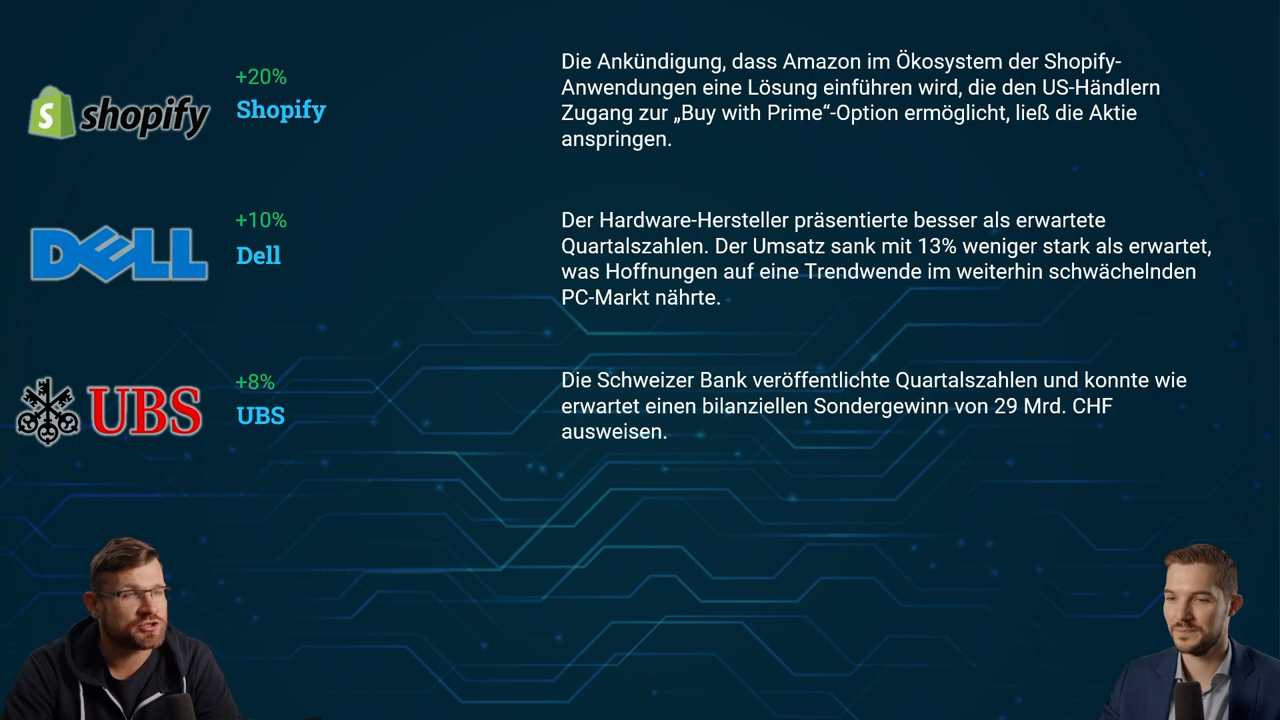 shopify
+20%
Shopify
Die Ankündigung, dass Amazon im Ökosystem der Shopify-
Anwendungen eine Lösung einführen wird, die den US-Händlern
Zugang zur „Buy with Prime“-Option ermöglicht, ließ die Aktie
anspringen.
DELL
+10%
Dell
Der Hardware-Hersteller präsentierte besser als erwartete
Quartalszahlen. Der Umsatz sank mit 13% weniger stark als erwartet,
was Hoffnungen auf eine Trendwende im weiterhin schwächelnden
PC-Markt nährte.
UBS
+8%
UBS
Die Schweizer Bank veröffentlichte Quartalszahlen und konnte wie
erwartet einen bilanziellen Sondergewinn von 29 Mrd. CHF
ausweisen.